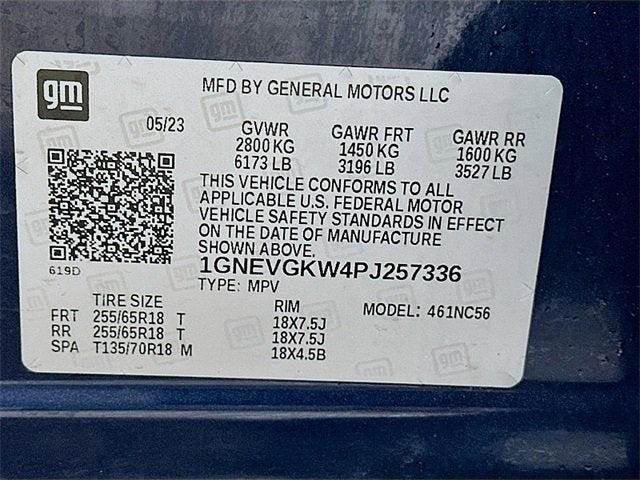 gm
MFD BY GENERAL MOTORS LLC
05/23 GVWR GAWR FRT GAWR RR
2800 KG 1450 KG 1600 KG
6173 LB 3196 LB 3527 LB
THIS VEHICLE CONFORMS TO ALL
APPLICABLE U.S. FEDERAL MOTOR
VEHICLE SAFETY STANDARDS IN EFFECT
ON THE DATE OF MANUFACTURE
SHOWN ABOVE.
619D
1GNEVGKW4PJ257336
TYPE: MPV
TIRE SIZE RIM MODEL: 461NC56
FRT 255/65R18 T 18X7.5J
RR 255/65R18 T 18X7.5J
SPA T135/70R18 M 18X4.5B